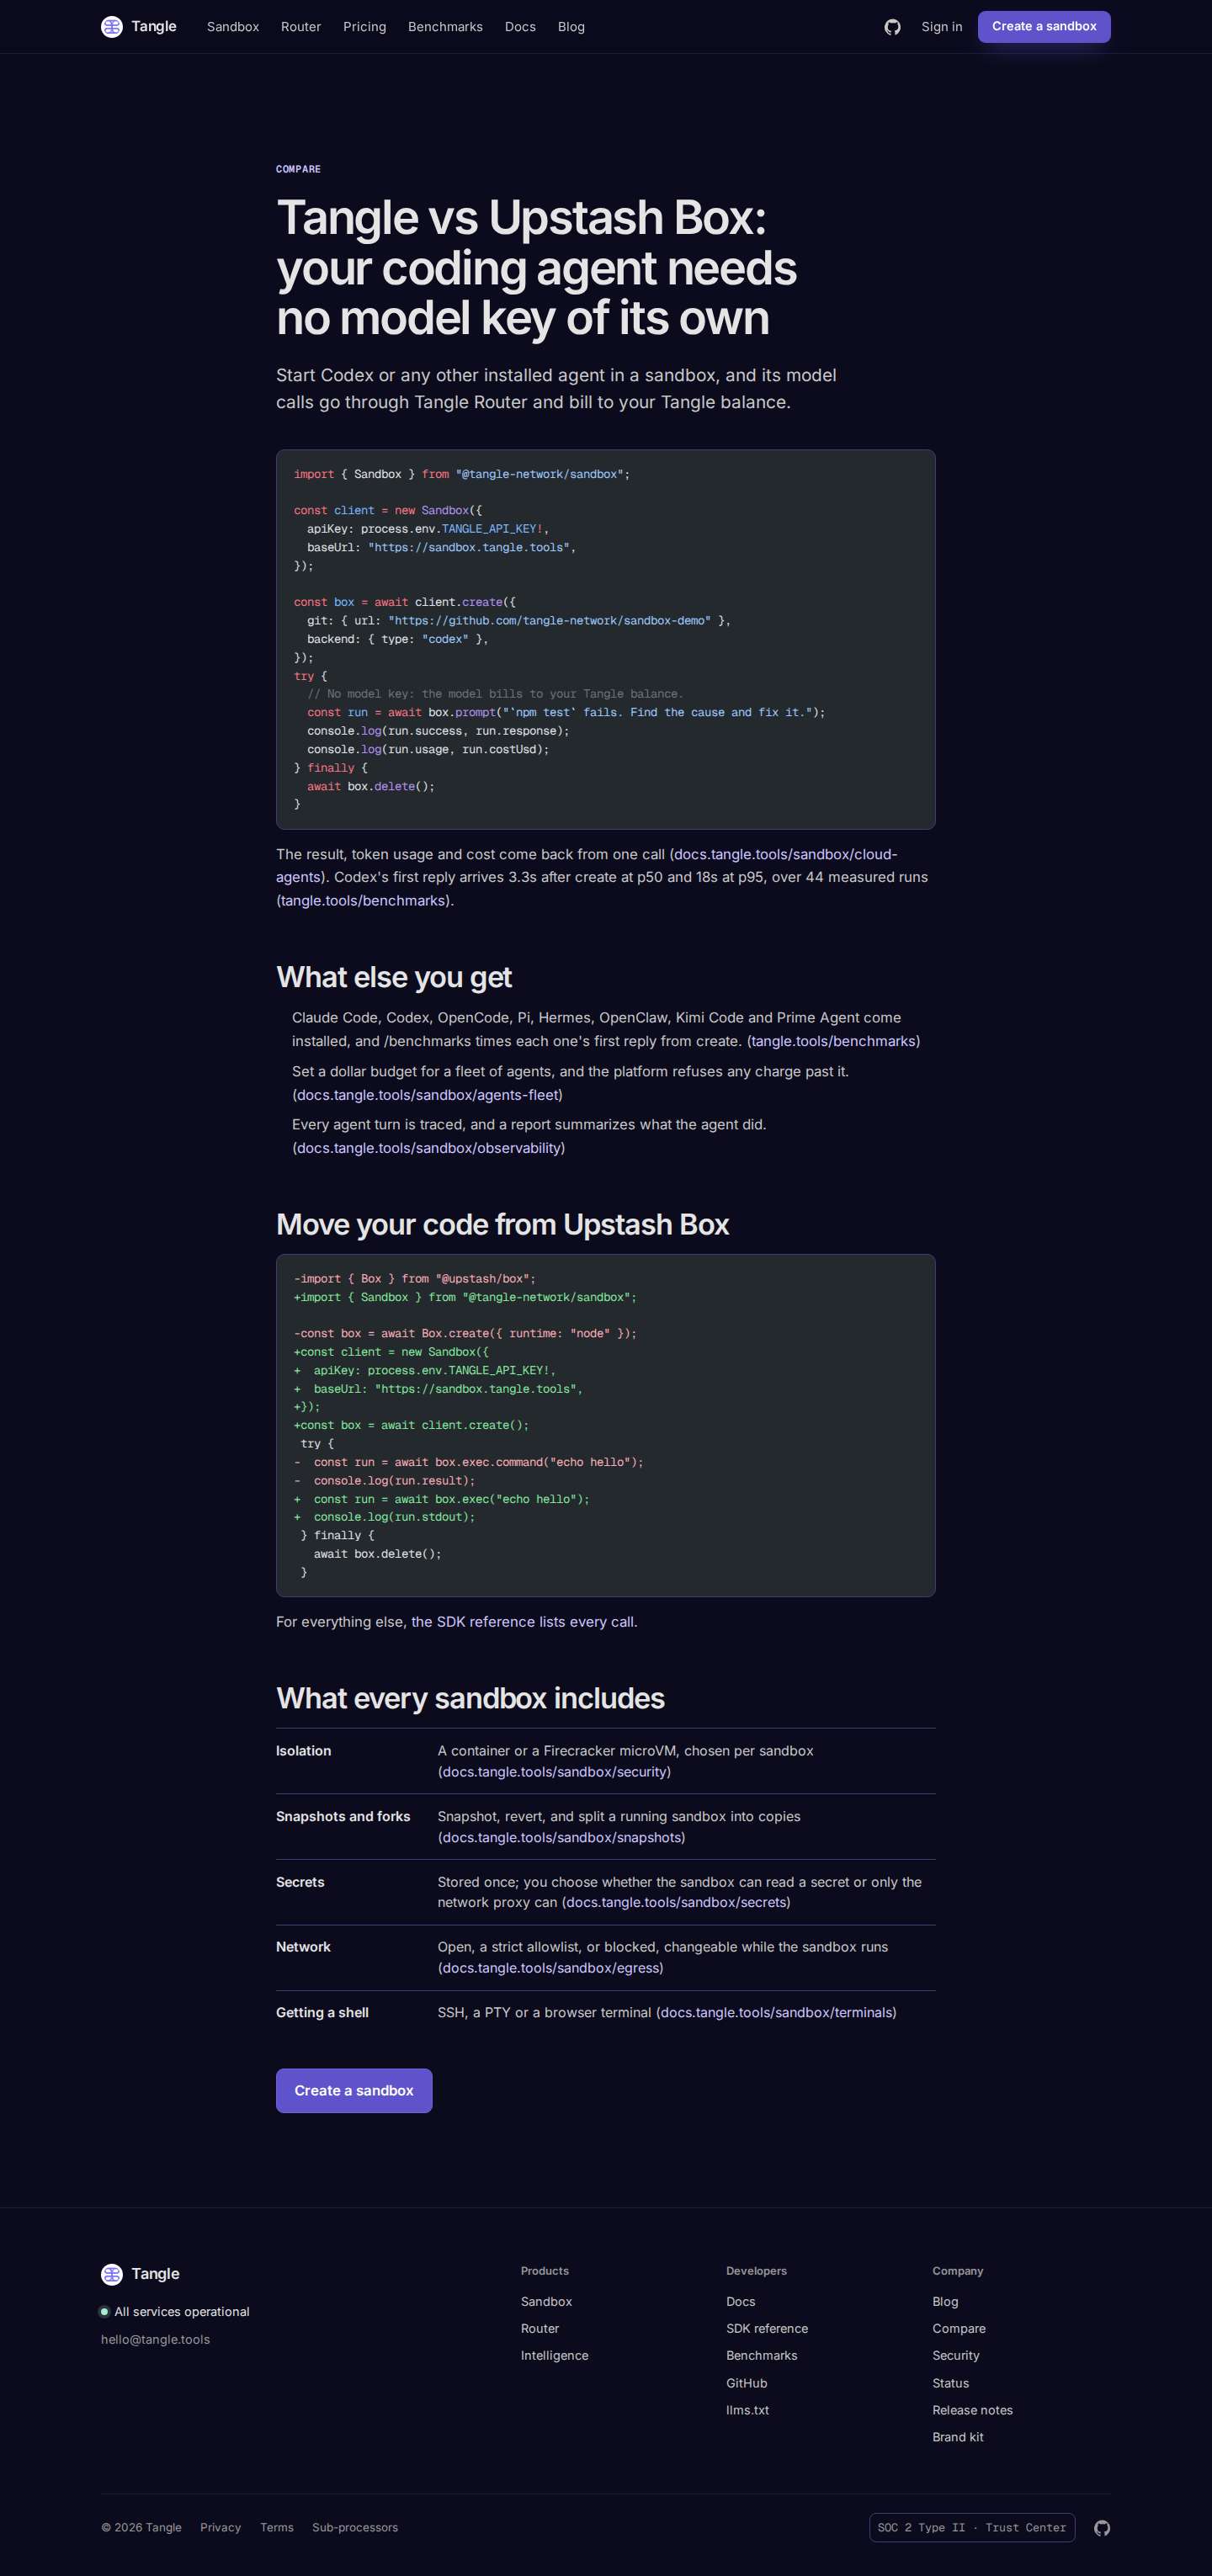 Tangle
Sandbox
Router
Pricing
Benchmarks
Docs
Blog
Sign in
Create a sandbox
COMPARE
Tangle vs Upstash Box:
your coding agent needs
no model key of its own
Start Codex or any other installed agent in a sandbox, and its model
calls go through Tangle Router and bill to your Tangle balance.
import { Sandbox } from "@tangle-network/sandbox";
const client = new Sandbox({
  apiKey: process.env.TANGLE_API_KEY!,
  baseUrl: "https://sandbox.tangle.tools",
});
const box = await client.create({
  git: { url: "https://github.com/tangle-network/sandbox-demo" },
  backend: { type: "codex" },
});
try {
  // No model key: the model bills to your Tangle balance.
  const run = await box.prompt("`npm test` fails. Find the cause and fix it.");
  console.log(run.success, run.response);
  console.log(run.usage, run.costUsd);
} finally {
  await box.delete();
}
The result, token usage and cost come back from one call (docs.tangle.tools/sandbox/cloud-
agents). Codex's first reply arrives 3.3s after create at p50 and 18s at p95, over 44 measured runs
(tangle.tools/benchmarks).
What else you get
Claude Code, Codex, OpenCode, Pi, Hermes, OpenClaw, Kimi Code and Prime Agent come
installed, and /benchmarks times each one's first reply from create. (tangle.tools/benchmarks)
Set a dollar budget for a fleet of agents, and the platform refuses any charge past it.
(docs.tangle.tools/sandbox/agents-fleet)
Every agent turn is traced, and a report summarizes what the agent did.
(docs.tangle.tools/sandbox/observability)
Move your code from Upstash Box
-import { Box } from "@upstash/box";
+import { Sandbox } from "@tangle-network/sandbox";
-const box = await Box.create({ runtime: "node" });
+const client = new Sandbox({
+  apiKey: process.env.TANGLE_API_KEY!,
+  baseUrl: "https://sandbox.tangle.tools",
+});
+const box = await client.create();
 try {
-  const run = await box.exec.command("echo hello");
-  console.log(run.result);
+  const run = await box.exec("echo hello");
+  console.log(run.stdout);
 } finally {
   await box.delete();
 }
For everything else, the SDK reference lists every call.
What every sandbox includes
Isolation
A container or a Firecracker microVM, chosen per sandbox
(docs.tangle.tools/sandbox/security)
Snapshots and forks
Snapshot, revert, and split a running sandbox into copies
(docs.tangle.tools/sandbox/snapshots)
Secrets
Stored once; you choose whether the sandbox can read a secret or only the
network proxy can (docs.tangle.tools/sandbox/secrets)
Network
Open, a strict allowlist, or blocked, changeable while the sandbox runs
(docs.tangle.tools/sandbox/egress)
Getting a shell
SSH, a PTY or a browser terminal (docs.tangle.tools/sandbox/terminals)
Create a sandbox
Tangle
All services operational
hello@tangle.tools
Products
Sandbox
Router
Intelligence
Developers
Docs
SDK reference
Benchmarks
GitHub
llms.txt
Company
Blog
Compare
Security
Status
Release notes
Brand kit
© 2026 Tangle
Privacy
Terms
Sub-processors
SOC 2 Type II · Trust Center